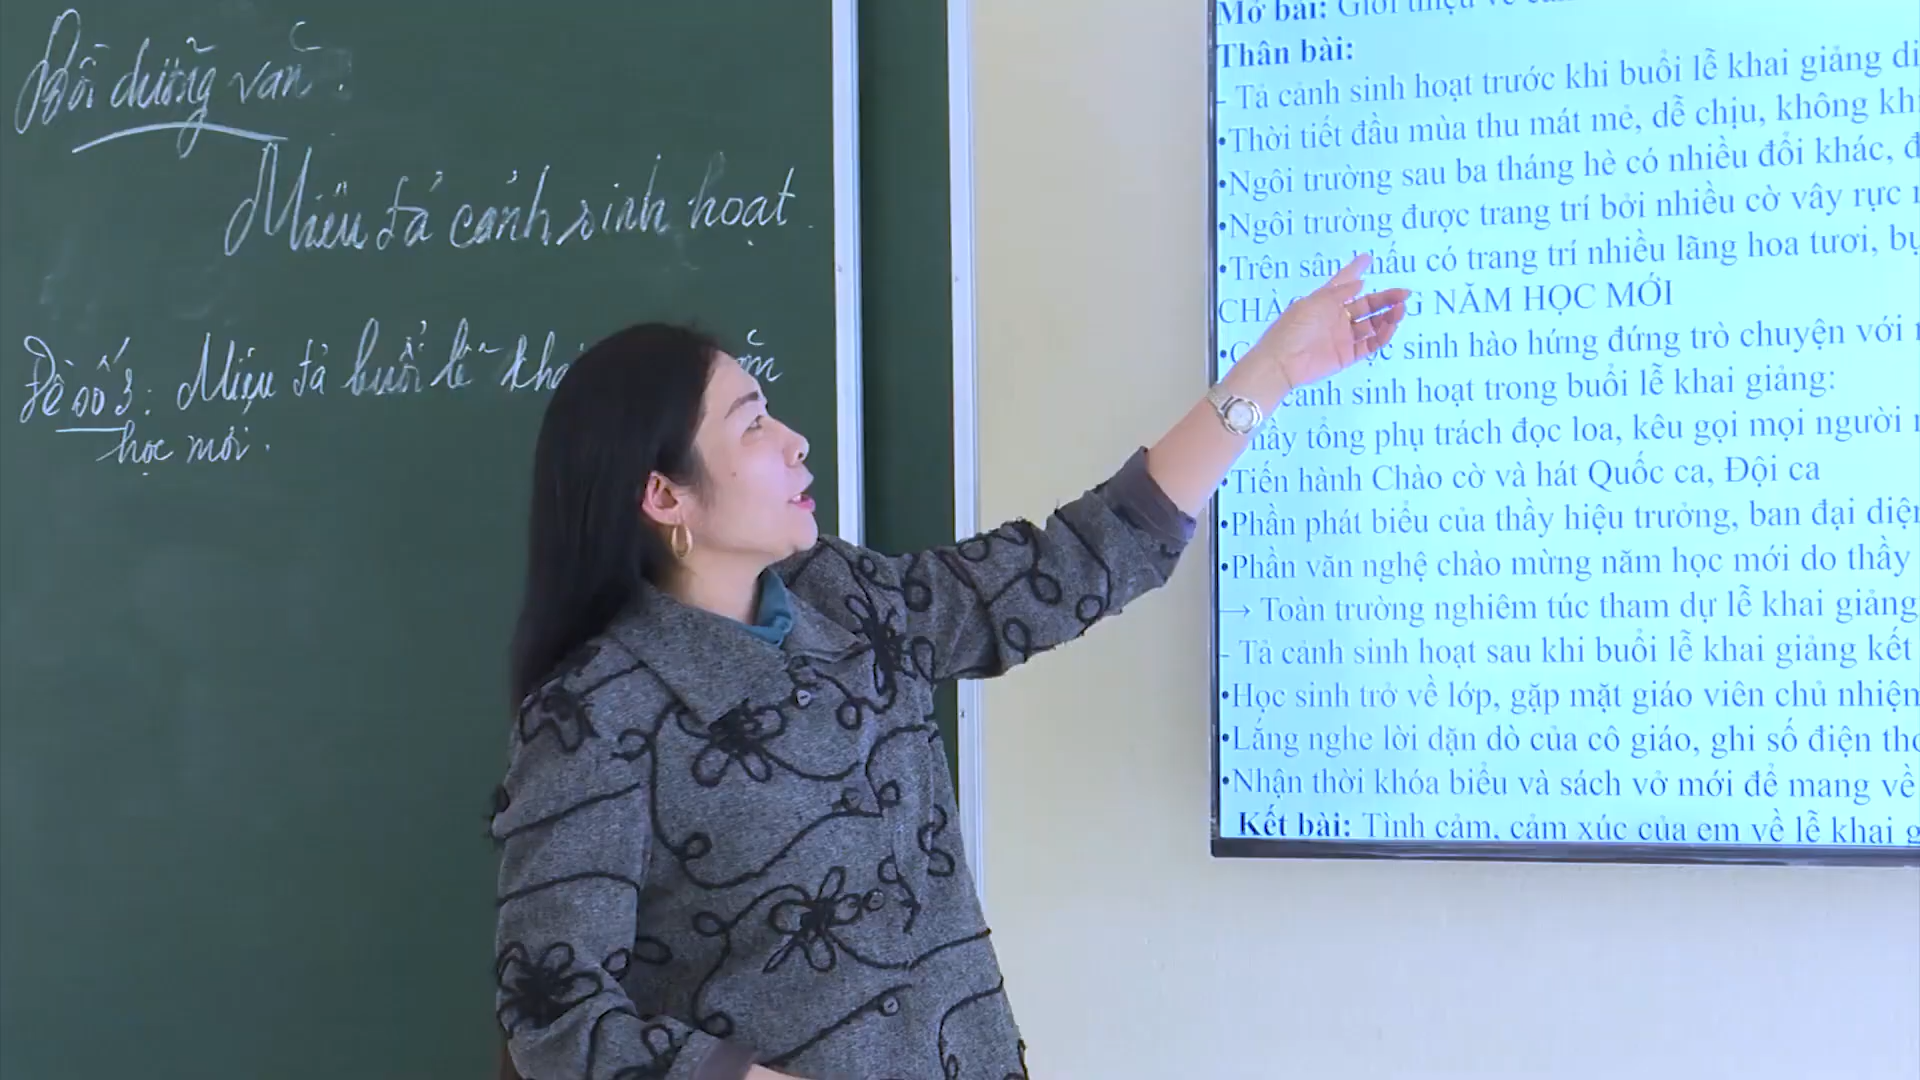 Bồi dưỡng văn.
Miêu tả cảnh sinh hoạt.
Đề số 3: Miêu tả buổi lễ
học mới.
Mở bài: Giới thiệu về
Thân bài:
- Tả cảnh sinh hoạt trước khi buổi lễ khai giảng
•Thời tiết đầu mùa thu mát mẻ, dễ chịu, không
•Ngôi trường sau ba tháng hè có nhiều đổi khác,
•Ngôi trường được trang trí bởi nhiều cờ vây rực
•Trên sân khấu có trang trí nhiều lãng hoa tươi,
NĂM HỌC MỚI
sinh hào hứng đứng trò chuyện với
cảnh sinh hoạt trong buổi lễ khai giảng:
tổng phụ trách đọc loa, kêu gọi mọi người
•Tiến hành Chào cờ và hát Quốc ca, Đội ca
•Phần phát biểu của thầy hiệu trưởng, ban đại
•Phần văn nghệ chào mừng năm học mới do thầy
→ Toàn trường nghiêm túc tham dự lễ khai giảng
- Tả cảnh sinh hoạt sau khi buổi lễ khai giảng kết
•Học sinh trở về lớp, gặp mặt giáo viên chủ
•Lắng nghe lời dặn dò của cô giáo, ghi số điện
•Nhận thời khóa biểu và sách vở mới để mang về
Kết bài: Tình cảm, cảm xúc của em về lễ khai